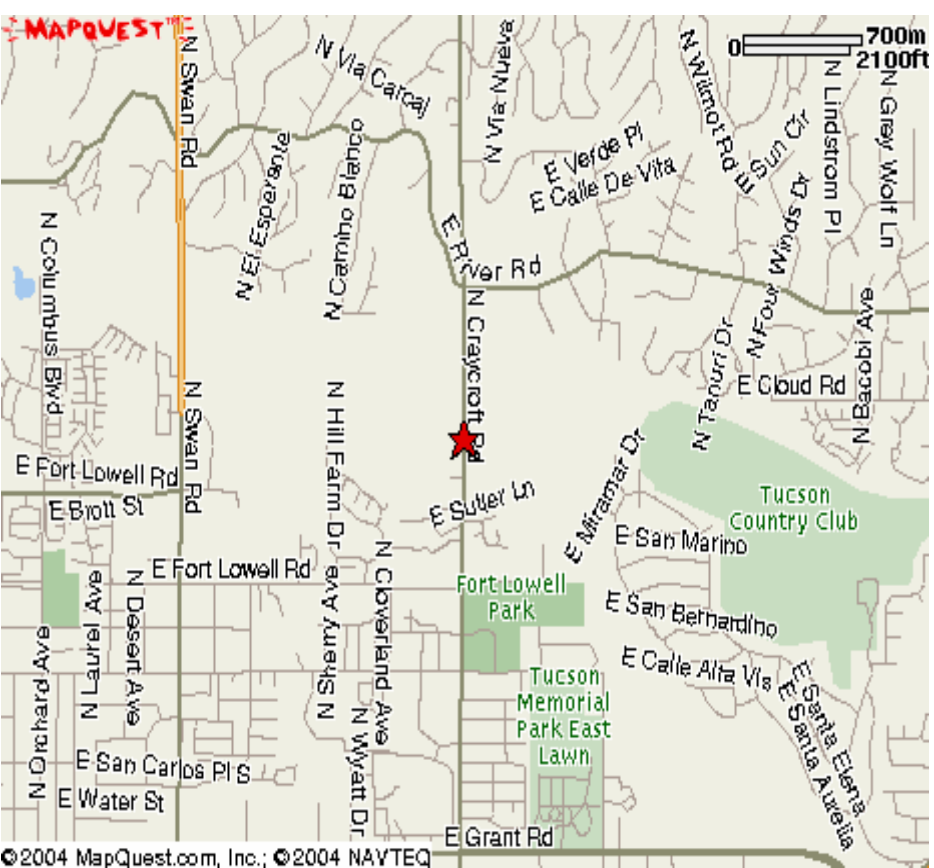 MAPQUEST
0 700m
2100ft
N Swan Rd
N Via Carcaj
N Via Nueva
N Wilmot Rd
E Sun Cir
N Lindstrom Pl
N Gray Wolf Ln
N El Esperante
N Camino Blanco
E Verde Pl
E Calle De Vita
N Four Winds Dr
N Columbus Blvd
E River Rd
N Craycroft Rd
N Tanuri Dr
N Bacobi Ave
E Cloud Rd
N Swan Rd
N Hill Farm Dr
E Fort Lowell Rd
E Brott St
E Sutler Ln
E Miramar Dr
Tucson
Country Club
E San Marino
E Fort Lowell Rd
N Cloverland Ave
Fort Lowell
Park
E San Bernardino
N Orchard Ave
N Laurel Ave
N Desert Ave
N Sherry Ave
N Wyatt Dr
E Calle Alta Vis
Tucson
Memorial
Park East
Lawn
E Santa Elena
E Santa Aurelia
E San Carlos Pl S
E Water St
E Grant Rd
©2004 MapQuest.com, Inc.; ©2004 NAVTEQ